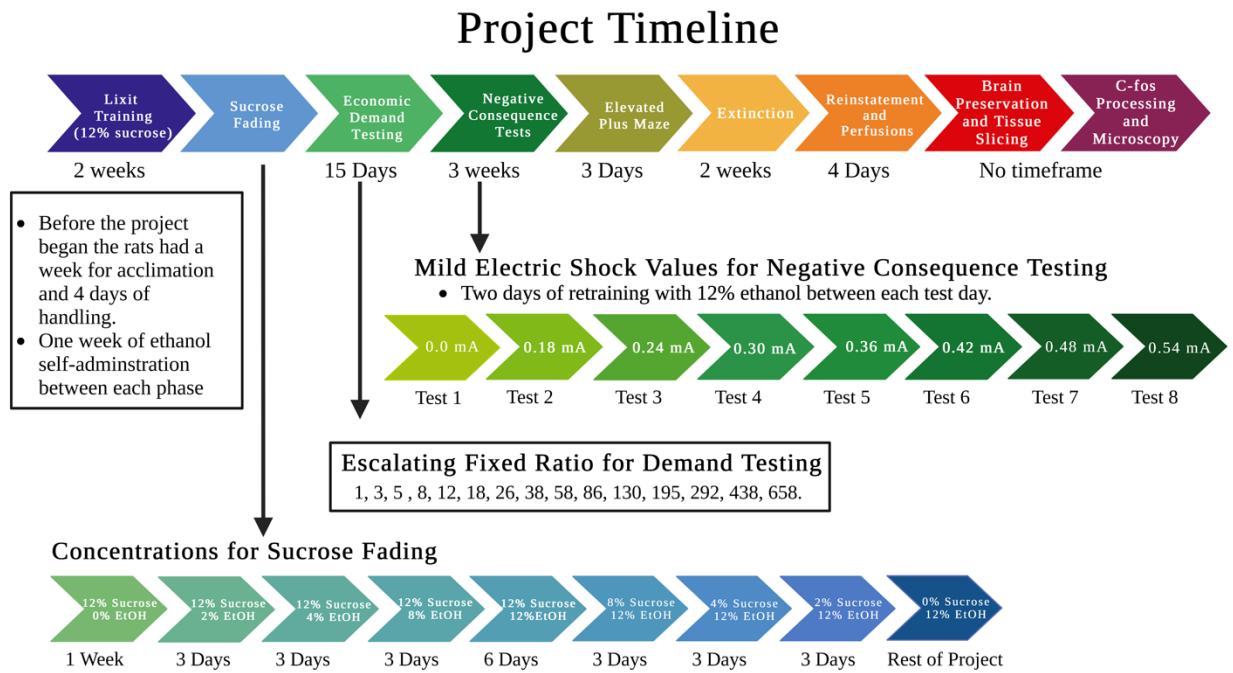 Project Timeline
Lixit
Training
(12% sucrose)
Sucrose
Fading
Economic
Demand
Testing
Negative
Consequence
Tests
Elevated
Plus Maze
Extinction
Reinstatement
and
Perfusions
Brain
Preservation
and Tissue
Slicing
C-fos
Processing
and
Microscopy
2 weeks
15 Days
3 weeks
3 Days
2 weeks
4 Days
No timeframe
• Before the project
began the rats had a
week for acclimation
and 4 days of
handling.
• One week of ethanol
self-adminstration
between each phase
Mild Electric Shock Values for Negative Consequence Testing
• Two days of retraining with 12% ethanol between each test day.
0.0 mA
0.18 mA
0.24 mA
0.30 mA
0.36 mA
0.42 mA
0.48 mA
0.54 mA
Test 1
Test 2
Test 3
Test 4
Test 5
Test 6
Test 7
Test 8
Escalating Fixed Ratio for Demand Testing
1, 3, 5 , 8, 12, 18, 26, 38, 58, 86, 130, 195, 292, 438, 658.
Concentrations for Sucrose Fading
12% Sucrose
0% EtOH
12% Sucrose
2% EtOH
12% Sucrose
4% EtOH
12% Sucrose
8% EtOH
12% Sucrose
12%EtOH
8% Sucrose
12% EtOH
4% Sucrose
12% EtOH
2% Sucrose
12% EtOH
0% Sucrose
12% EtOH
1 Week
3 Days
3 Days
3 Days
6 Days
3 Days
3 Days
3 Days
Rest of Project